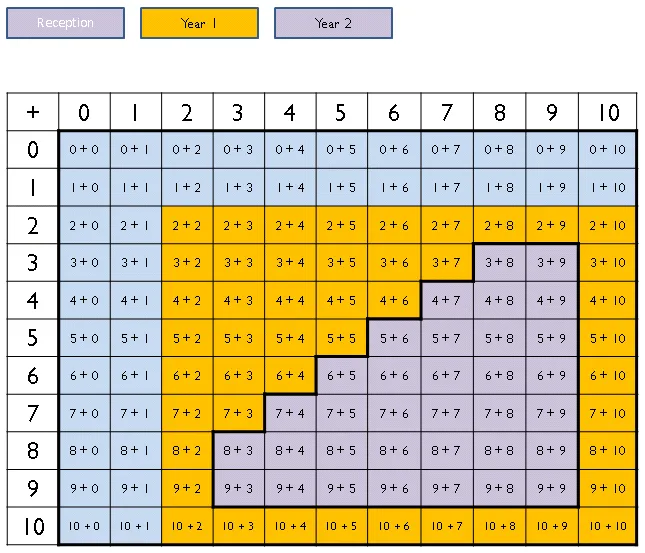 Reception Year 1 Year 2
+ 0 1 2 3 4 5 6 7 8 9 10
0 0 + 0 0 + 1 0 + 2 0 + 3 0 + 4 0 + 5 0 + 6 0 + 7 0 + 8 0 + 9 0 + 10
1 1 + 0 1 + 1 1 + 2 1 + 3 1 + 4 1 + 5 1 + 6 1 + 7 1 + 8 1 + 9 1 + 10
2 2 + 0 2 + 1 2 + 2 2 + 3 2 + 4 2 + 5 2 + 6 2 + 7 2 + 8 2 + 9 2 + 10
3 3 + 0 3 + 1 3 + 2 3 + 3 3 + 4 3 + 5 3 + 6 3 + 7 3 + 8 3 + 9 3 + 10
4 4 + 0 4 + 1 4 + 2 4 + 3 4 + 4 4 + 5 4 + 6 4 + 7 4 + 8 4 + 9 4 + 10
5 5 + 0 5 + 1 5 + 2 5 + 3 5 + 4 5 + 5 5 + 6 5 + 7 5 + 8 5 + 9 5 + 10
6 6 + 0 6 + 1 6 + 2 6 + 3 6 + 4 6 + 5 6 + 6 6 + 7 6 + 8 6 + 9 6 + 10
7 7 + 0 7 + 1 7 + 2 7 + 3 7 + 4 7 + 5 7 + 6 7 + 7 7 + 8 7 + 9 7 + 10
8 8 + 0 8 + 1 8 + 2 8 + 3 8 + 4 8 + 5 8 + 6 8 + 7 8 + 8 8 + 9 8 + 10
9 9 + 0 9 + 1 9 + 2 9 + 3 9 + 4 9 + 5 9 + 6 9 + 7 9 + 8 9 + 9 9 + 10
10 10 + 0 10 + 1 10 + 2 10 + 3 10 + 4 10 + 5 10 + 6 10 + 7 10 + 8 10 + 9 10 + 10